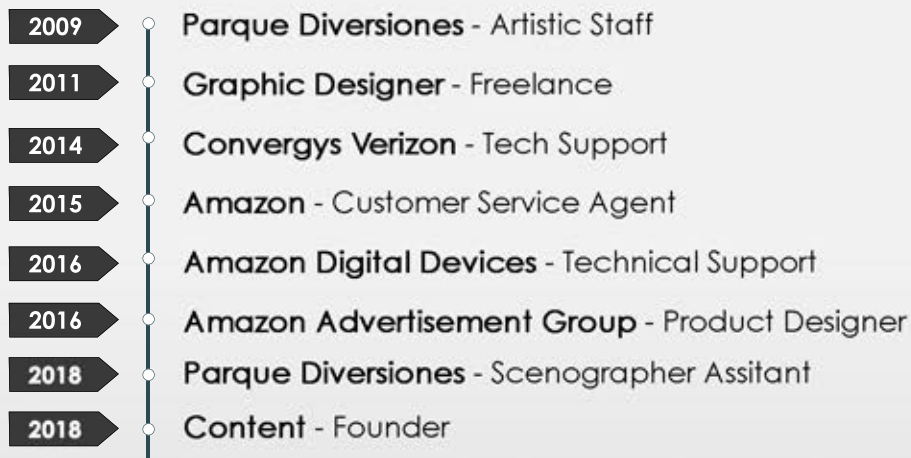 2009 Parque Diversiones - Artistic Staff
2011 Graphic Designer - Freelance
2014 Convergys Verizon - Tech Support
2015 Amazon - Customer Service Agent
2016 Amazon Digital Devices - Technical Support
2016 Amazon Advertisement Group - Product Designer
2018 Parque Diversiones - Scenographer Assitant
2018 Content - Founder